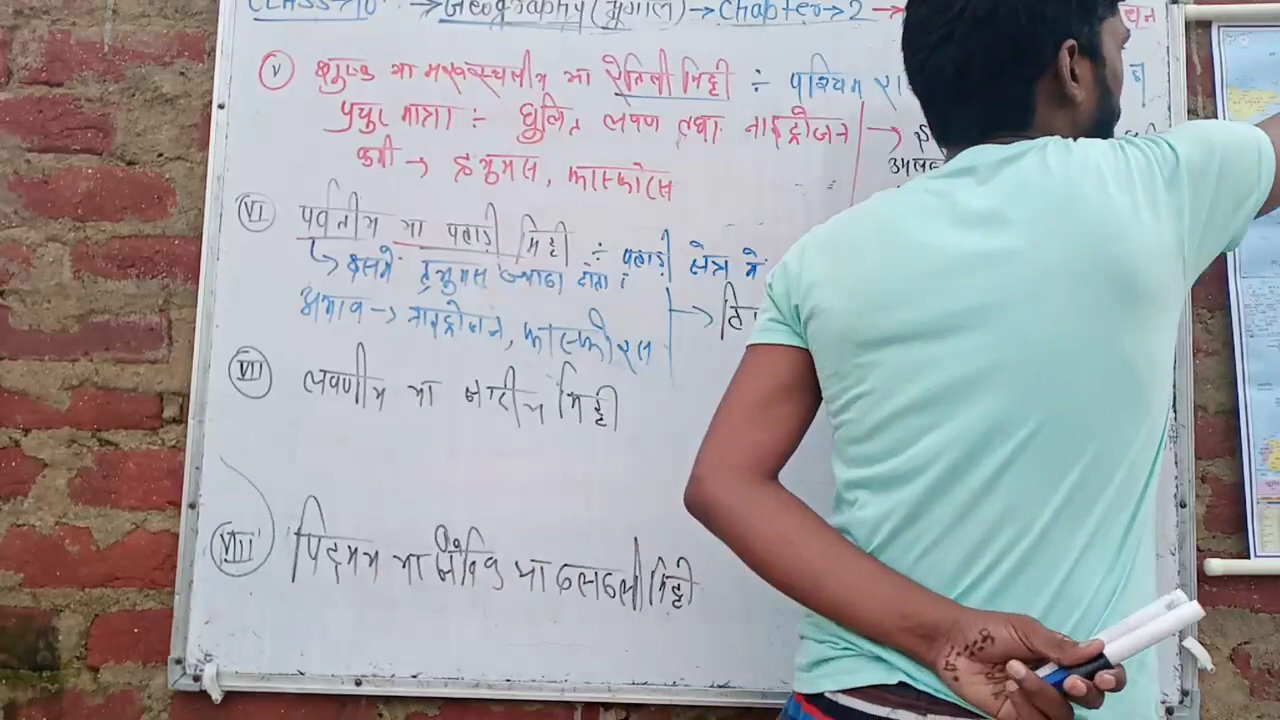 CLASS→10 → Geography(भूगोल) → Chapter→2 →
(V) शुष्क या मरुस्थलीय या रेतिली मिट्टी ÷ पश्चिम रा
प्रचुर मात्रा :- घुलित लवण तथा नाइट्रोजन →
कमी → ह्युमस, फास्फोरस
(VI) पर्वतीय या पहाड़ी मिट्टी ÷ पहाड़ी क्षेत्र में
↳ इसमें ह्युमस ज्यादा होता
अभाव → नाइट्रोजन, फास्फोरस →
(VII) लवणीय या क्षारीय मिट्टी
(VIII) पिटमय या जैविक या दलदली मिट्टी